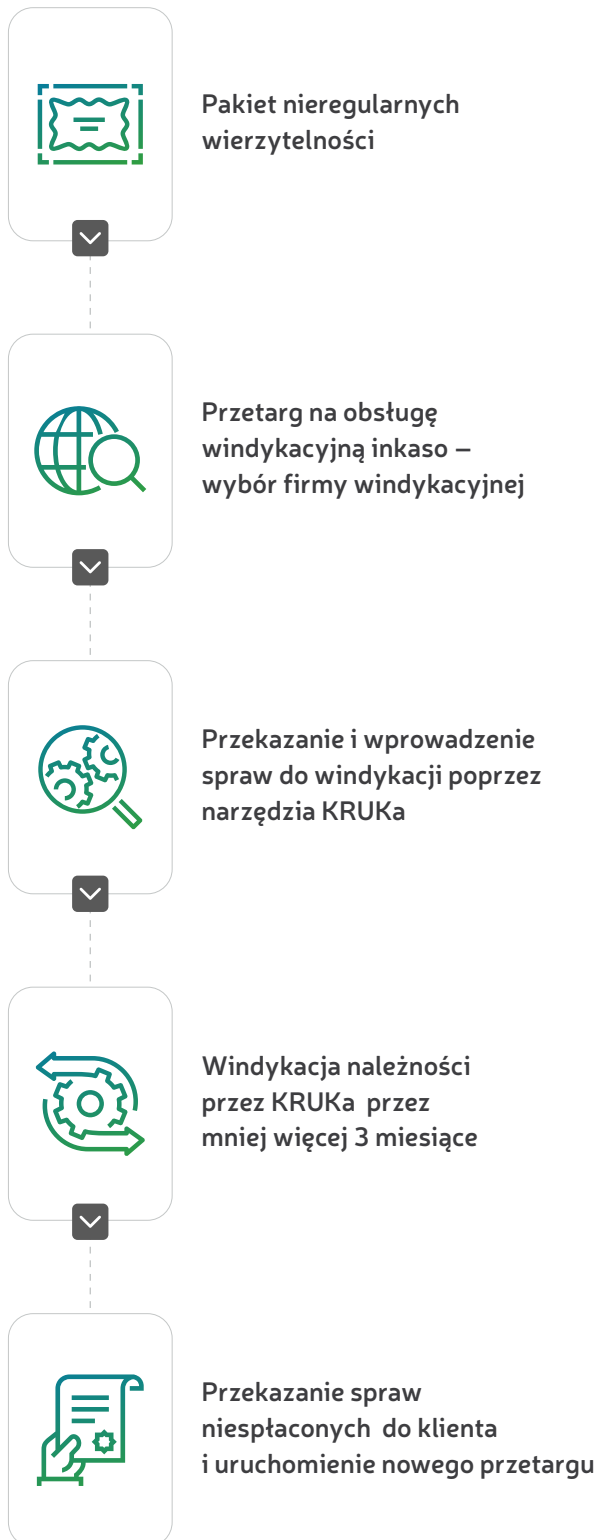 Pakiet nieregularnych
wierzytelności
Przetarg na obsługę
windykacyjną inkaso –
wybór firmy windykacyjnej
Przekazanie i wprowadzenie
spraw do windykacji poprzez
narzędzia KRUKa
Windykacja należności
przez KRUKa przez
mniej więcej 3 miesiące
Przekazanie spraw
niespłaconych do klienta
i uruchomienie nowego przetargu